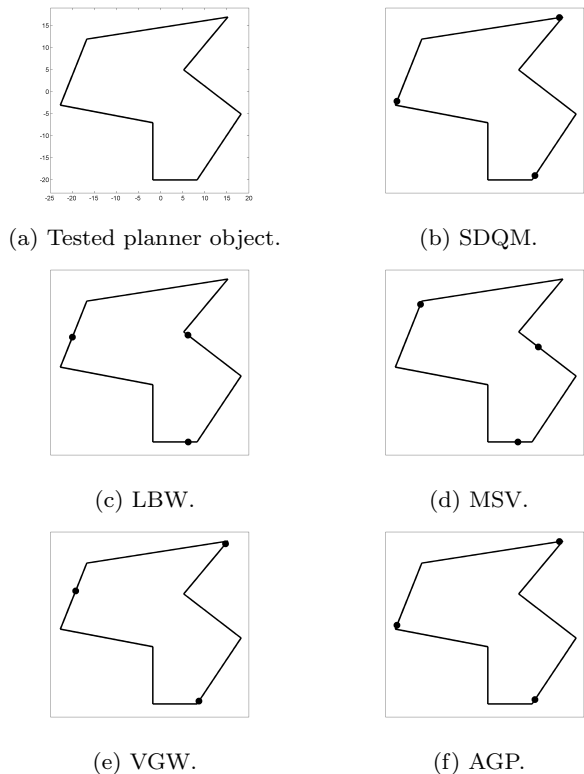 15
10
5
0
-5
-10
-15
-20
-25 -20 -15 -10 -5 0 5 10 15 20
(a) Tested planner object.
(b) SDQM.
(c) LBW.
(d) MSV.
(e) VGW.
(f) AGP.